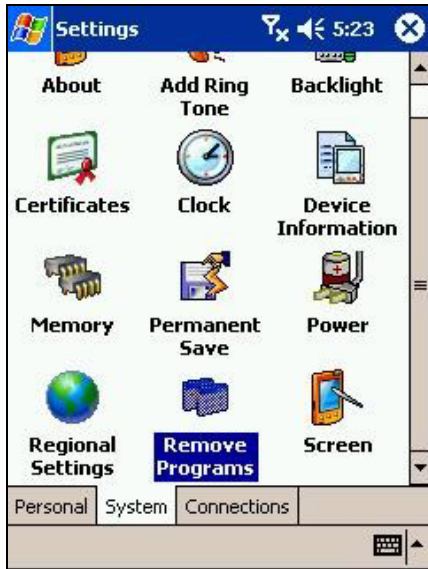 Settings 5:23
About Add Ring Backlight
Tone
Certificates Clock Device
Information
Memory Permanent Power
Save
Regional Remove Screen
Settings Programs
Personal System Connections